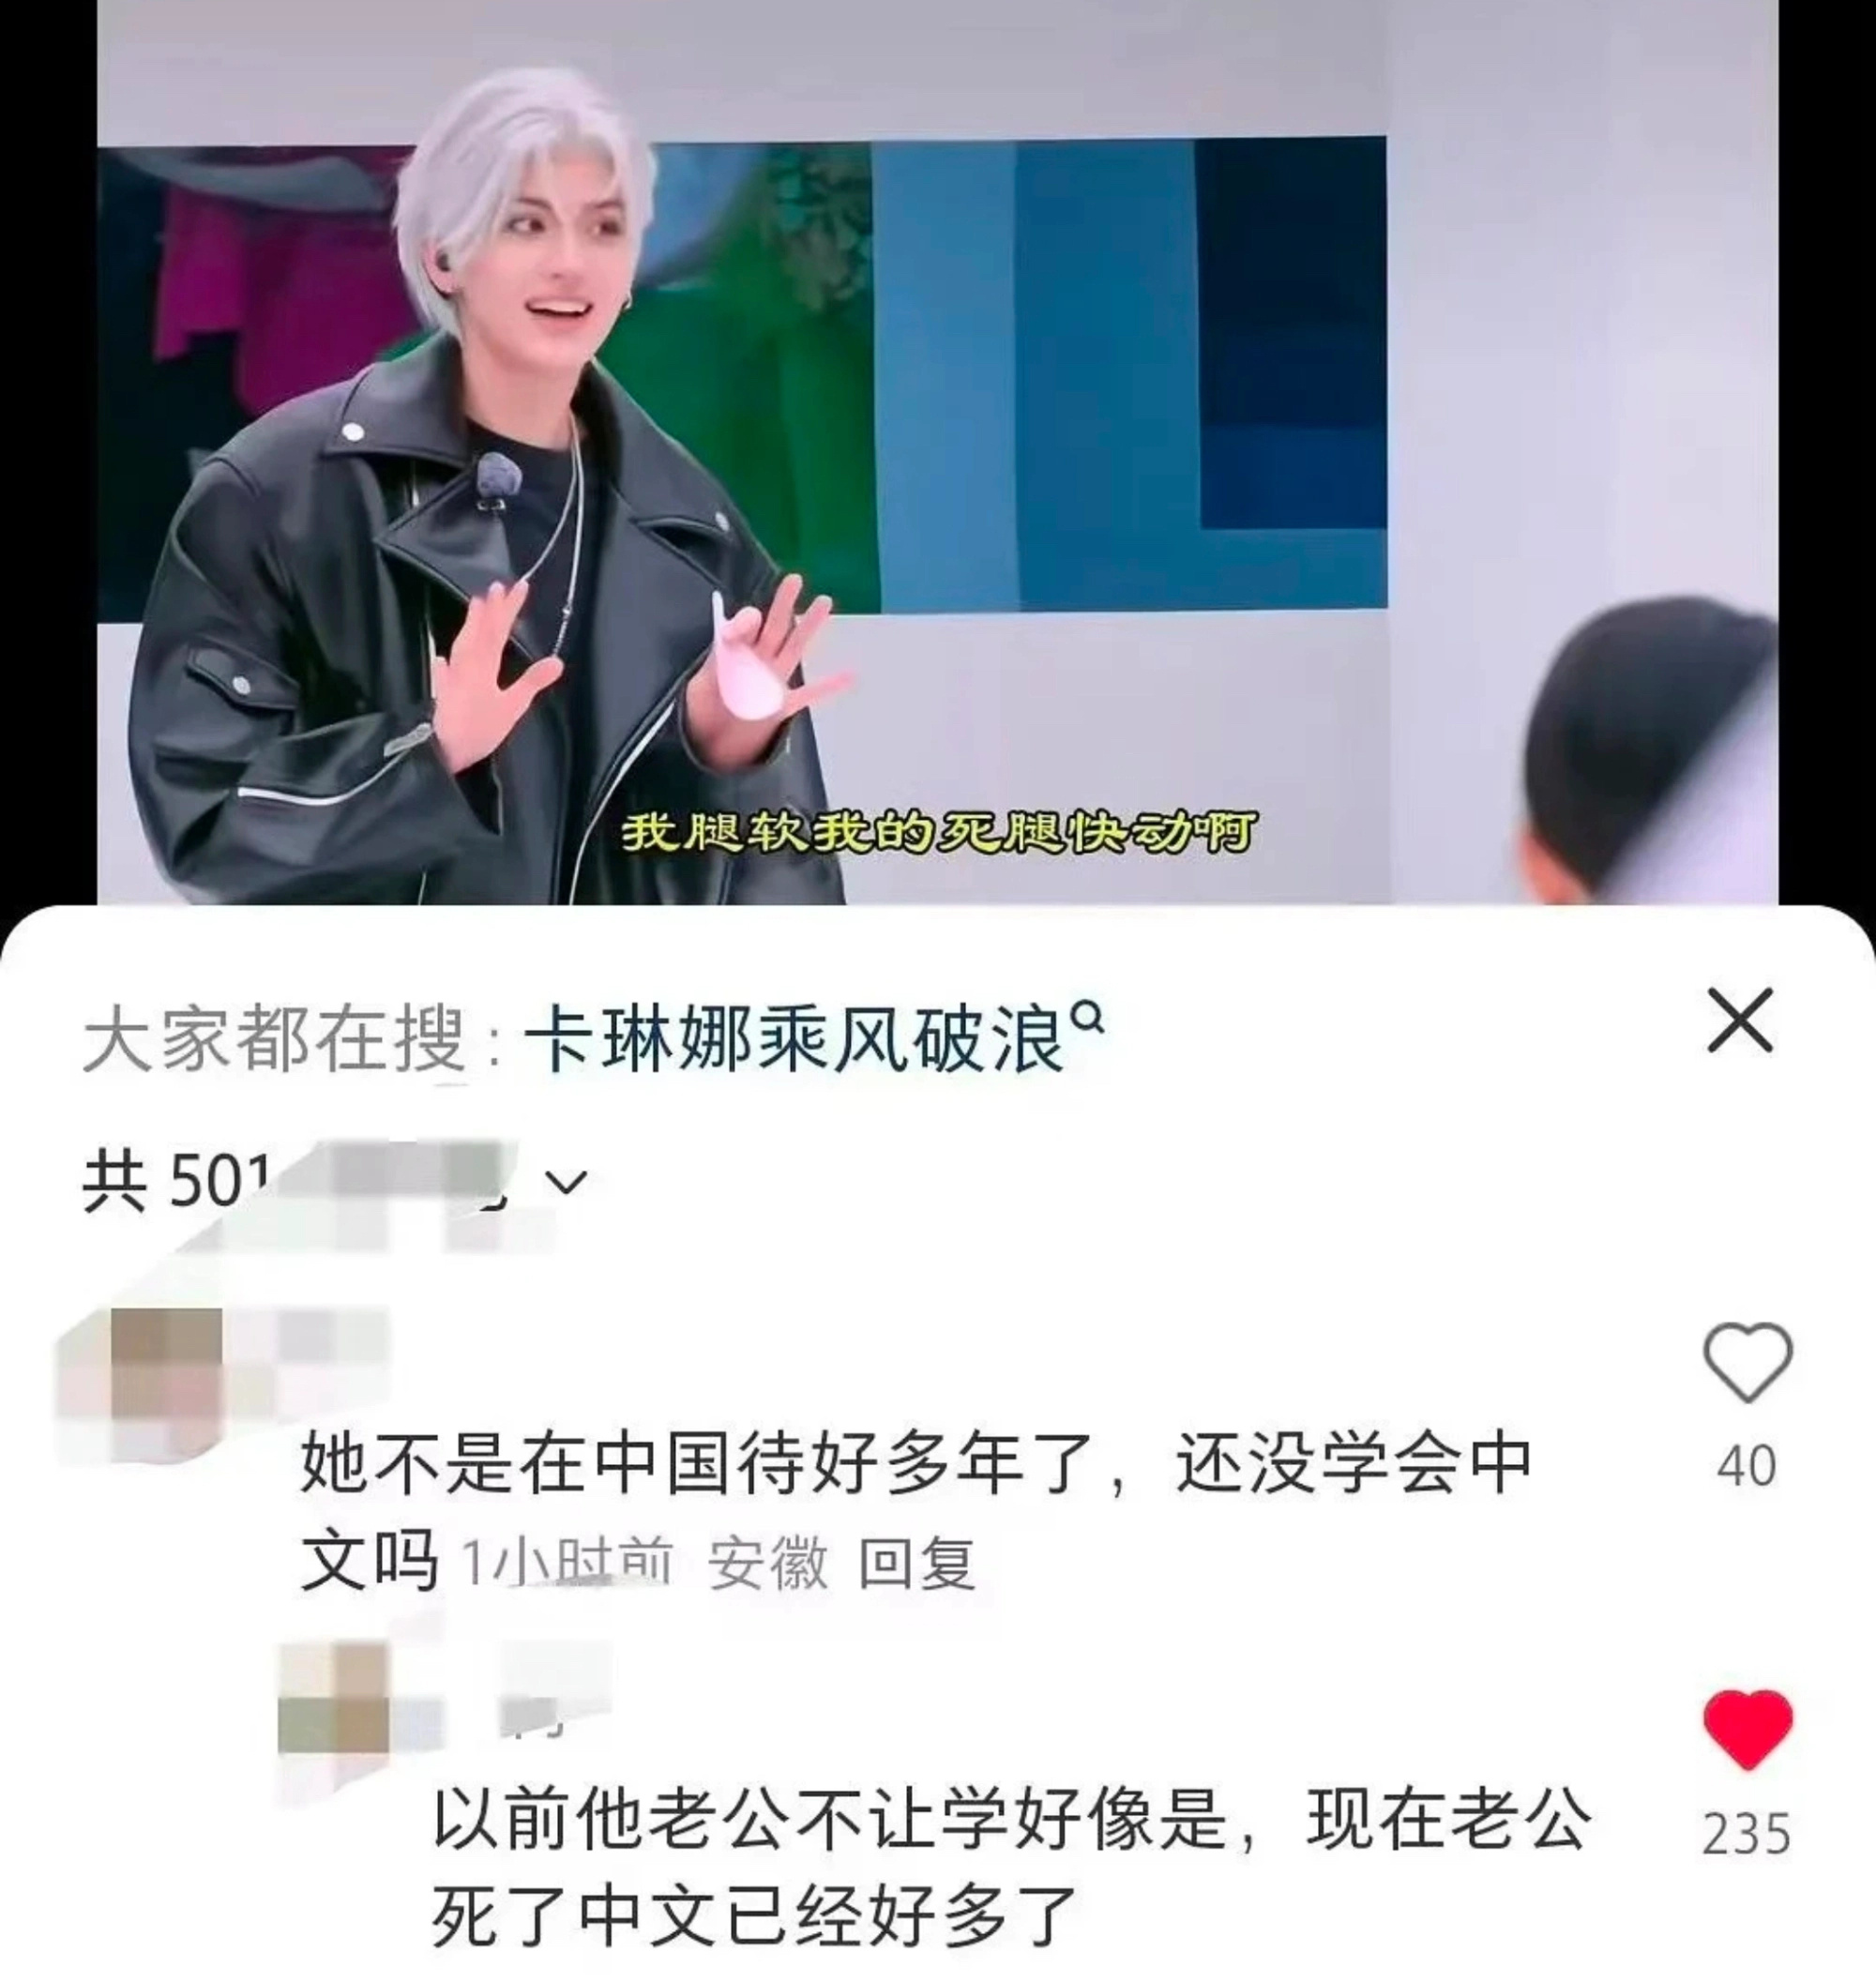 我腿软我的死腿快动啊
大家都在搜：卡琳娜乘风破浪
共 501
她不是在中国待好多年了，还没学会中
文吗 1小时前 安徽 回复
40
以前他老公不让学好像是，现在老公
死了中文已经好多了
235